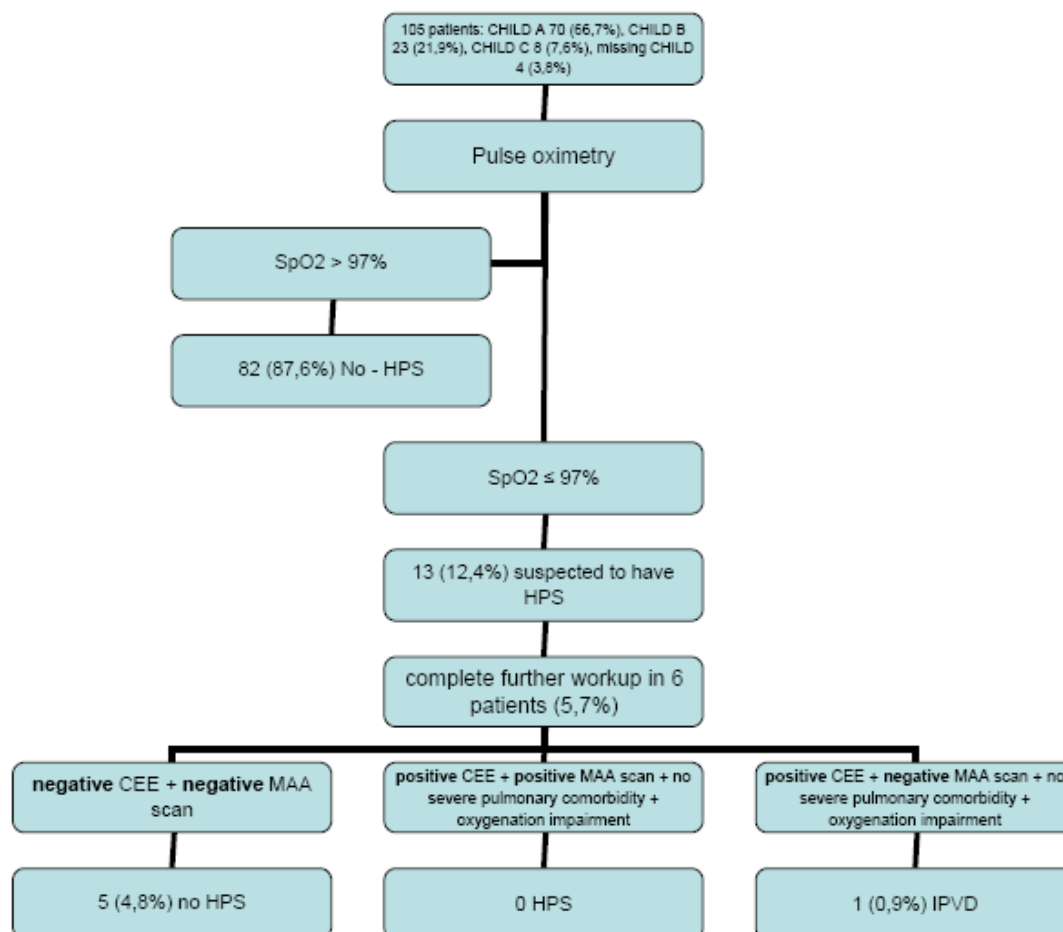 105 patients: CHILD A 70 (66,7%), CHILD B
23 (21,9%), CHILD C 8 (7,6%), missing CHILD
4 (3,8%)
Pulse oximetry
SpO2 > 97%
82 (87,6%) No - HPS
SpO2 ≤ 97%
13 (12,4%) suspected to have
HPS
complete further workup in 6
patients (5,7%)
negative CEE + negative MAA
scan
positive CEE + positive MAA scan + no
severe pulmonary comorbidity +
oxygenation impairment
positive CEE + negative MAA scan + no
severe pulmonary comorbidity +
oxygenation impairment
5 (4,8%) no HPS
0 HPS
1 (0,9%) IPVD